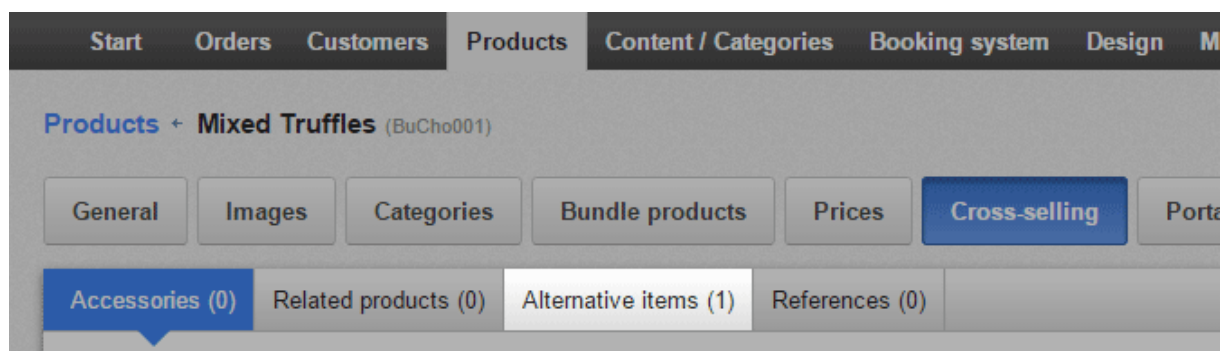 Start Orders Customers Products Content / Categories Booking system Design M
Products ← Mixed Truffles (BuCho001)
General Images Categories Bundle products Prices Cross-selling Porta
Accessories (0) Related products (0) Alternative items (1) References (0)